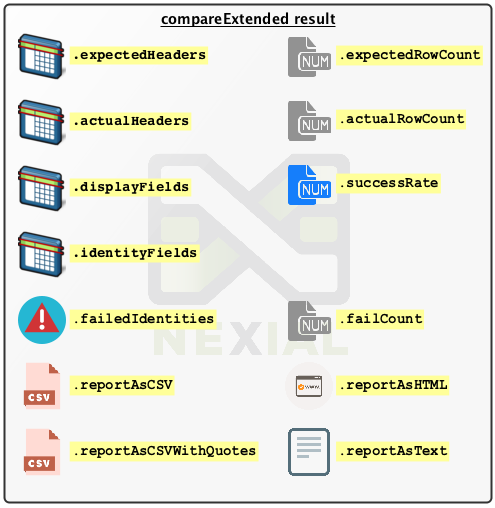 compareExtended result
.expectedHeaders
.expectedRowCount
NUM
.actualHeaders
.actualRowCount
NUM
.displayFields
.successRate
NUM
.identityFields
.failedIdentities
.failCount
NUM
NEXIAL
.reportAsCSV
CSV
.reportAsHTML
WWW.
.reportAsCSVWithQuotes
CSV
.reportAsText